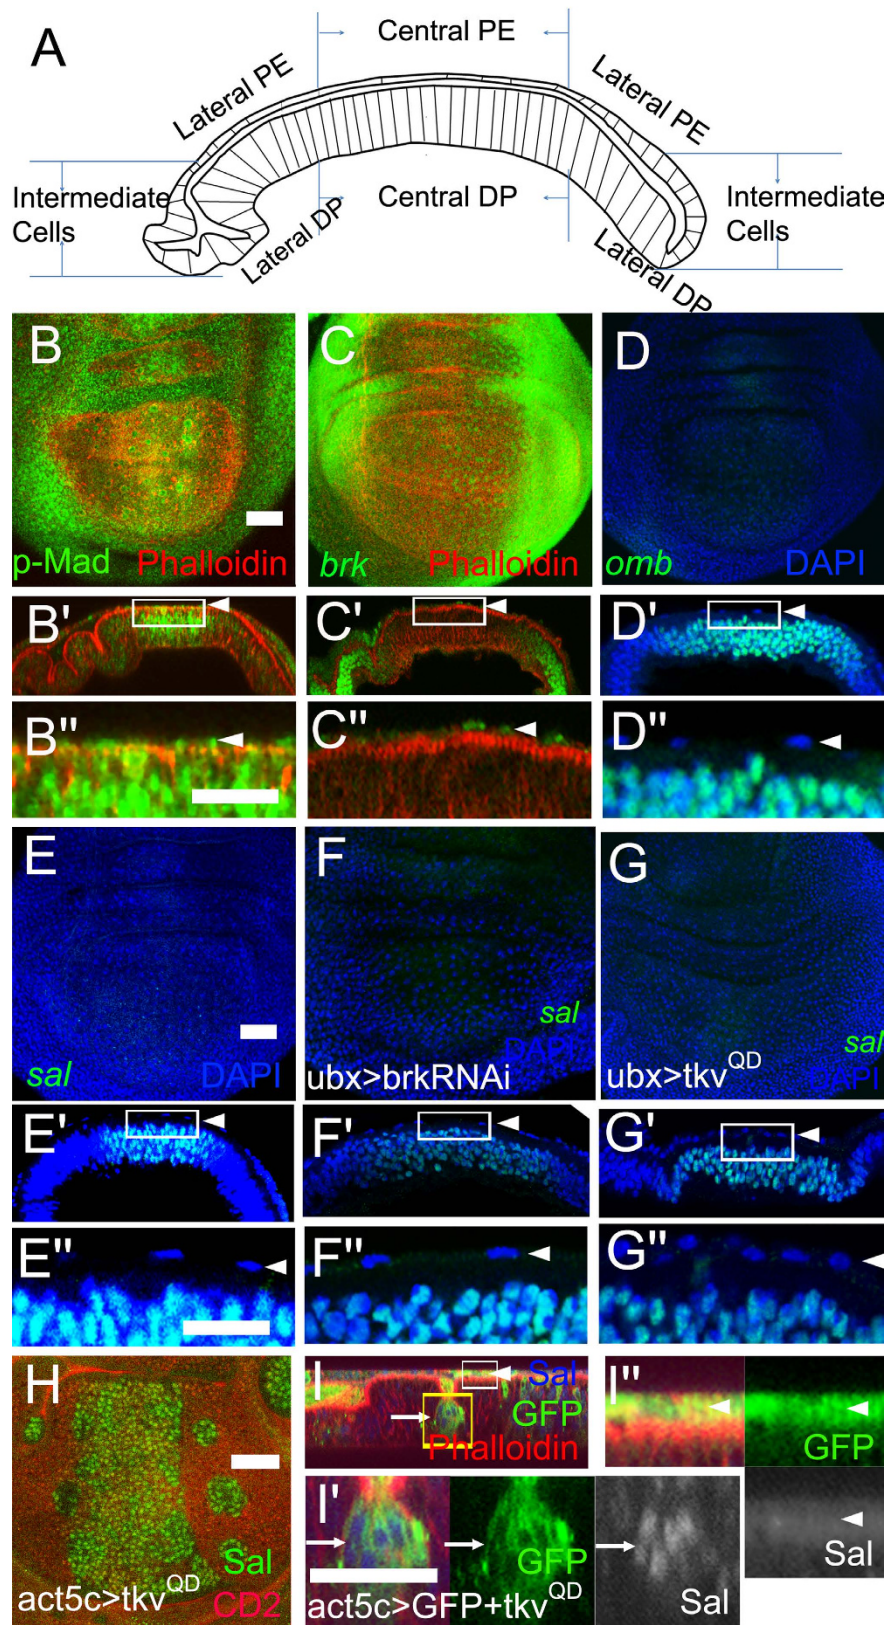 A
Central PE
Lateral PE
Lateral PE
Intermediate
Cells
Central DP
Intermediate
Cells
Lateral DP
Lateral DP
B
C
D
p-Mad
Phalloidin
brk
Phalloidin
omb
DAPI
B'
C'
D'
B"
C"
D"
E
F
G
sal
DAPI
sal
DAPI
ubx>brkRNAi
sal
DAPI
ubx>tkvQD
E'
F'
G'
E"
F"
G"
H
I
Sal
GFP
Phalloidin
I"
GFP
Sal
I'
GFP
Sal
act5c>GFP+tkvQD
Sal
CD2
act5c>tkvQD